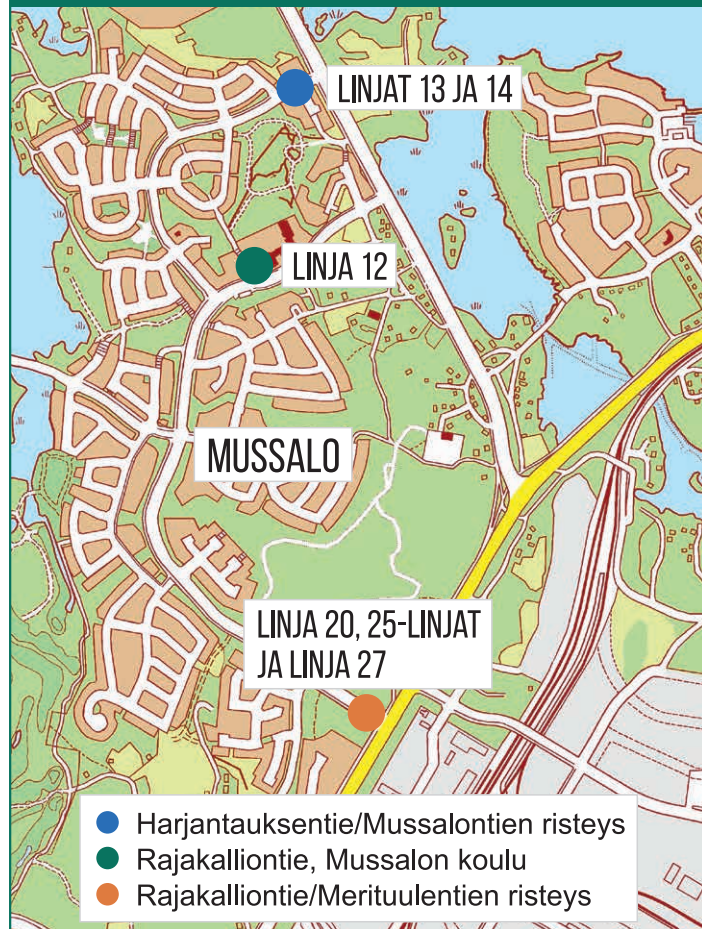 LINJAT 13 JA 14
LINJA 12
MUSSALO
LINJA 20, 25-LINJAT
JA LINJA 27
Harjantauksentie/Mussalontien risteys
Rajakalliontie, Mussalon koulu
Rajakalliontie/Merituulentien risteys